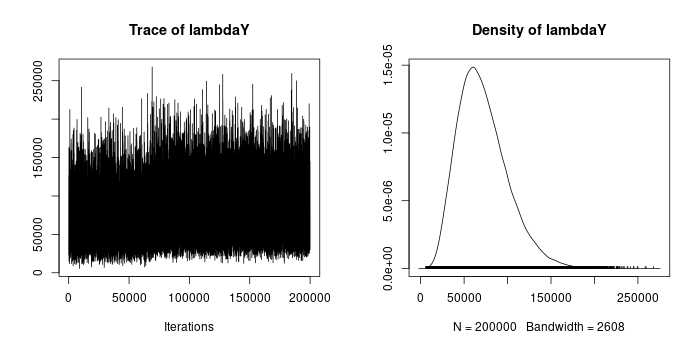 Trace of lambdaY
250000
150000
50000
0
0 50000 100000 150000 200000
Iterations
Density of lambdaY
1.5e-05
1.0e-05
5.0e-06
0.0e+00
0 50000 150000 250000
N = 200000 Bandwidth = 2608